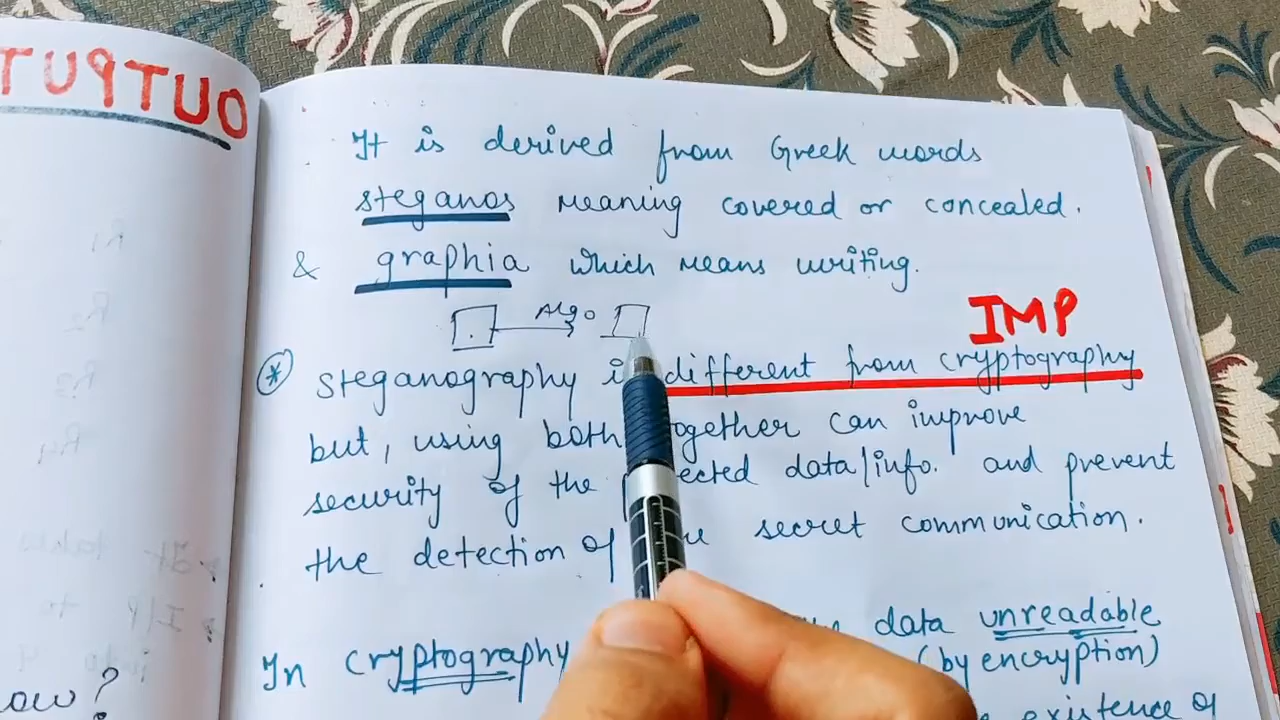 OUTPUT
It is derived from Greek words
steganos meaning covered or concealed.
& graphia which means writing.
Algo
IMP
* Steganography is different from cryptography
but, using both together can improve
security of the data/info. and prevent
the detection of secret communication.
In cryptography data unreadable
(by encryption)
existence of